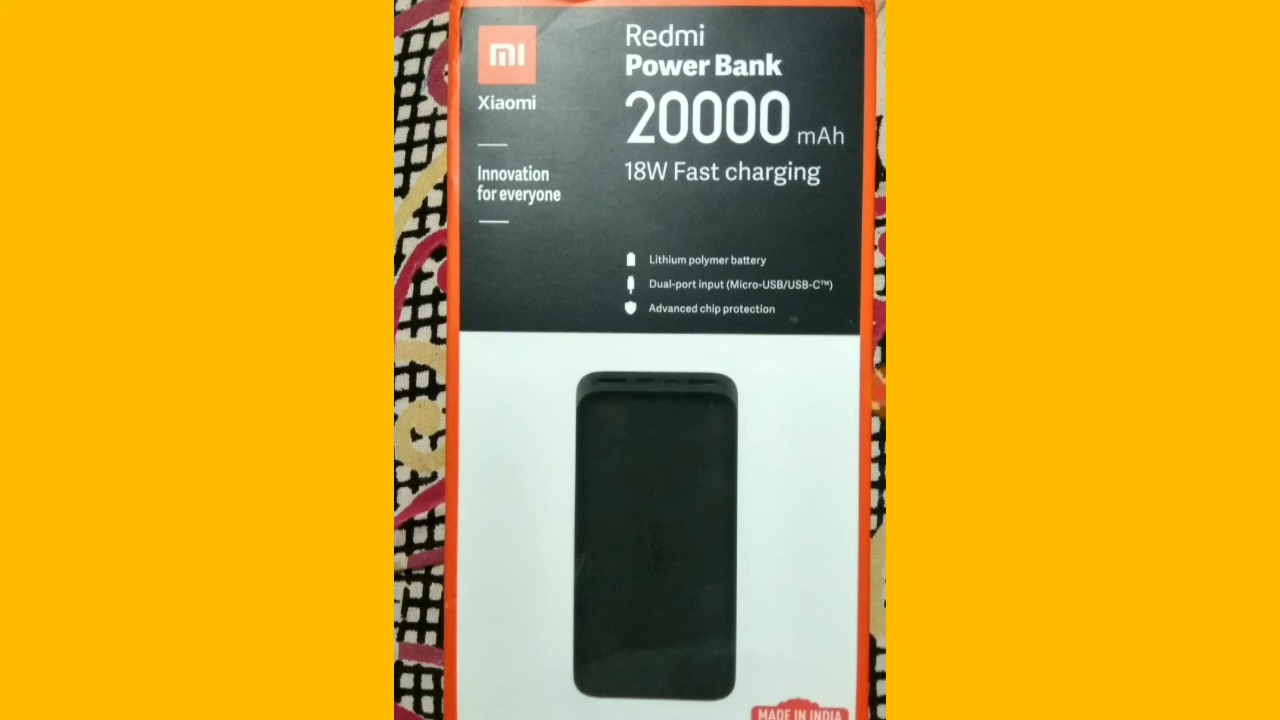 mi
Xiaomi
Innovation
for everyone
Redmi
Power Bank
20000 mAh
18W Fast charging
Lithium polymer battery
Dual-port input (Micro-USB/USB-C™)
Advanced chip protection
MADE IN INDIA